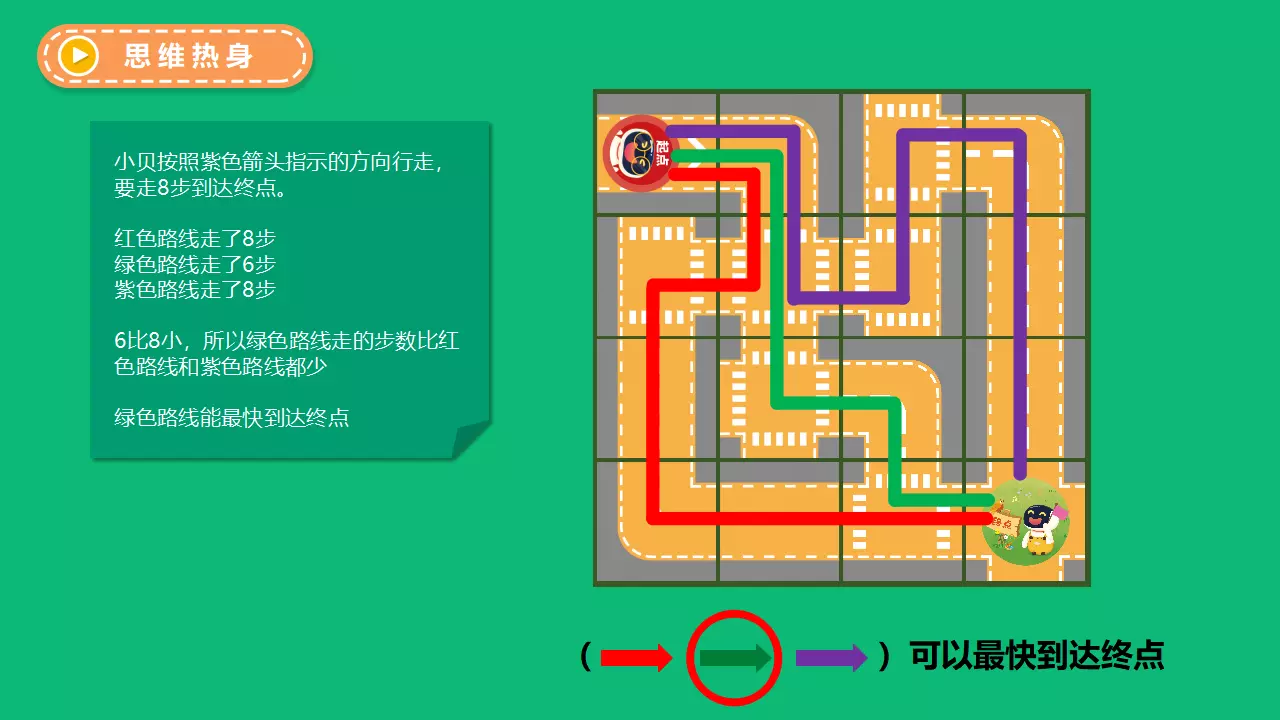 思维热身
小贝按照紫色箭头指示的方向行走，
要走8步到达终点。
红色路线走了8步
绿色路线走了6步
紫色路线走了8步
6比8小，所以绿色路线走的步数比红
色路线和紫色路线都少
绿色路线能最快到达终点
起点
终点
（ ）可以最快到达终点